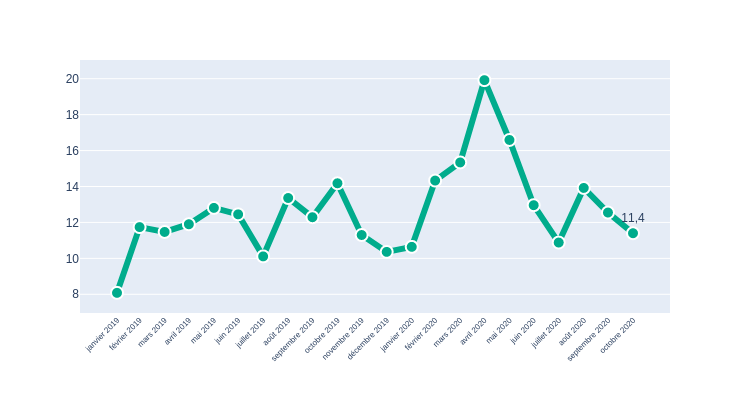 20
18
16
14
12
10
8
11,4
janvier 2019
février 2019
mars 2019
avril 2019
mai 2019
juin 2019
juillet 2019
août 2019
septembre 2019
octobre 2019
novembre 2019
décembre 2019
janvier 2020
février 2020
mars 2020
avril 2020
mai 2020
juin 2020
juillet 2020
août 2020
septembre 2020
octobre 2020